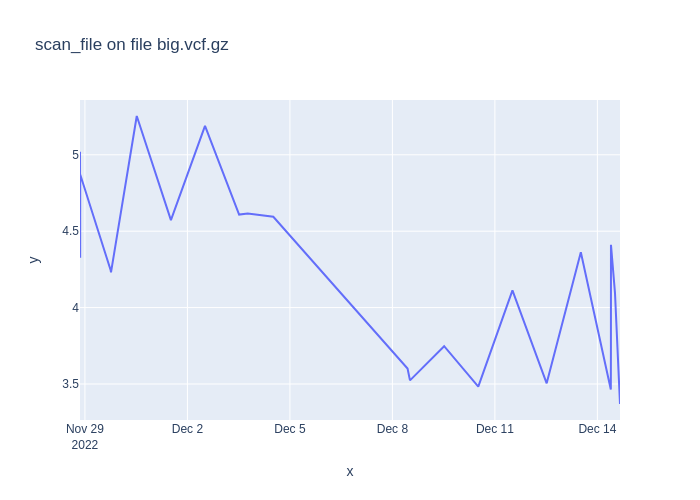 scan_file on file big.vcf.gz
5
4.5
4
3.5
y
Nov 29
2022
Dec 2
Dec 5
Dec 8
Dec 11
Dec 14
x